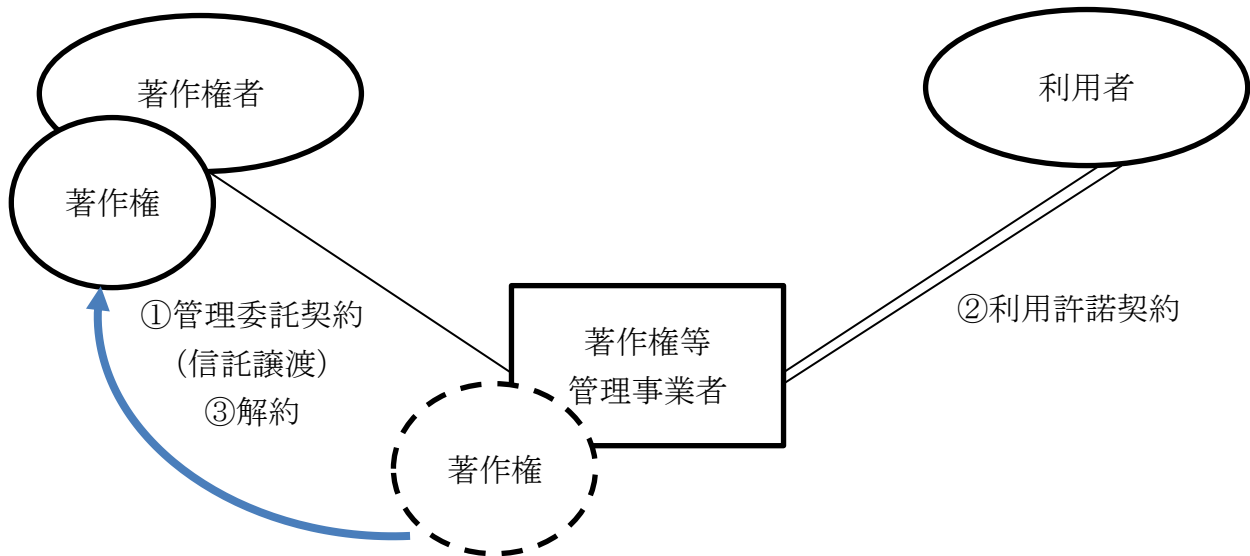 著作権者
利用者
著作権
①管理委託契約
（信託譲渡）
③解約
②利用許諾契約
著作権等
管理事業者
著作権